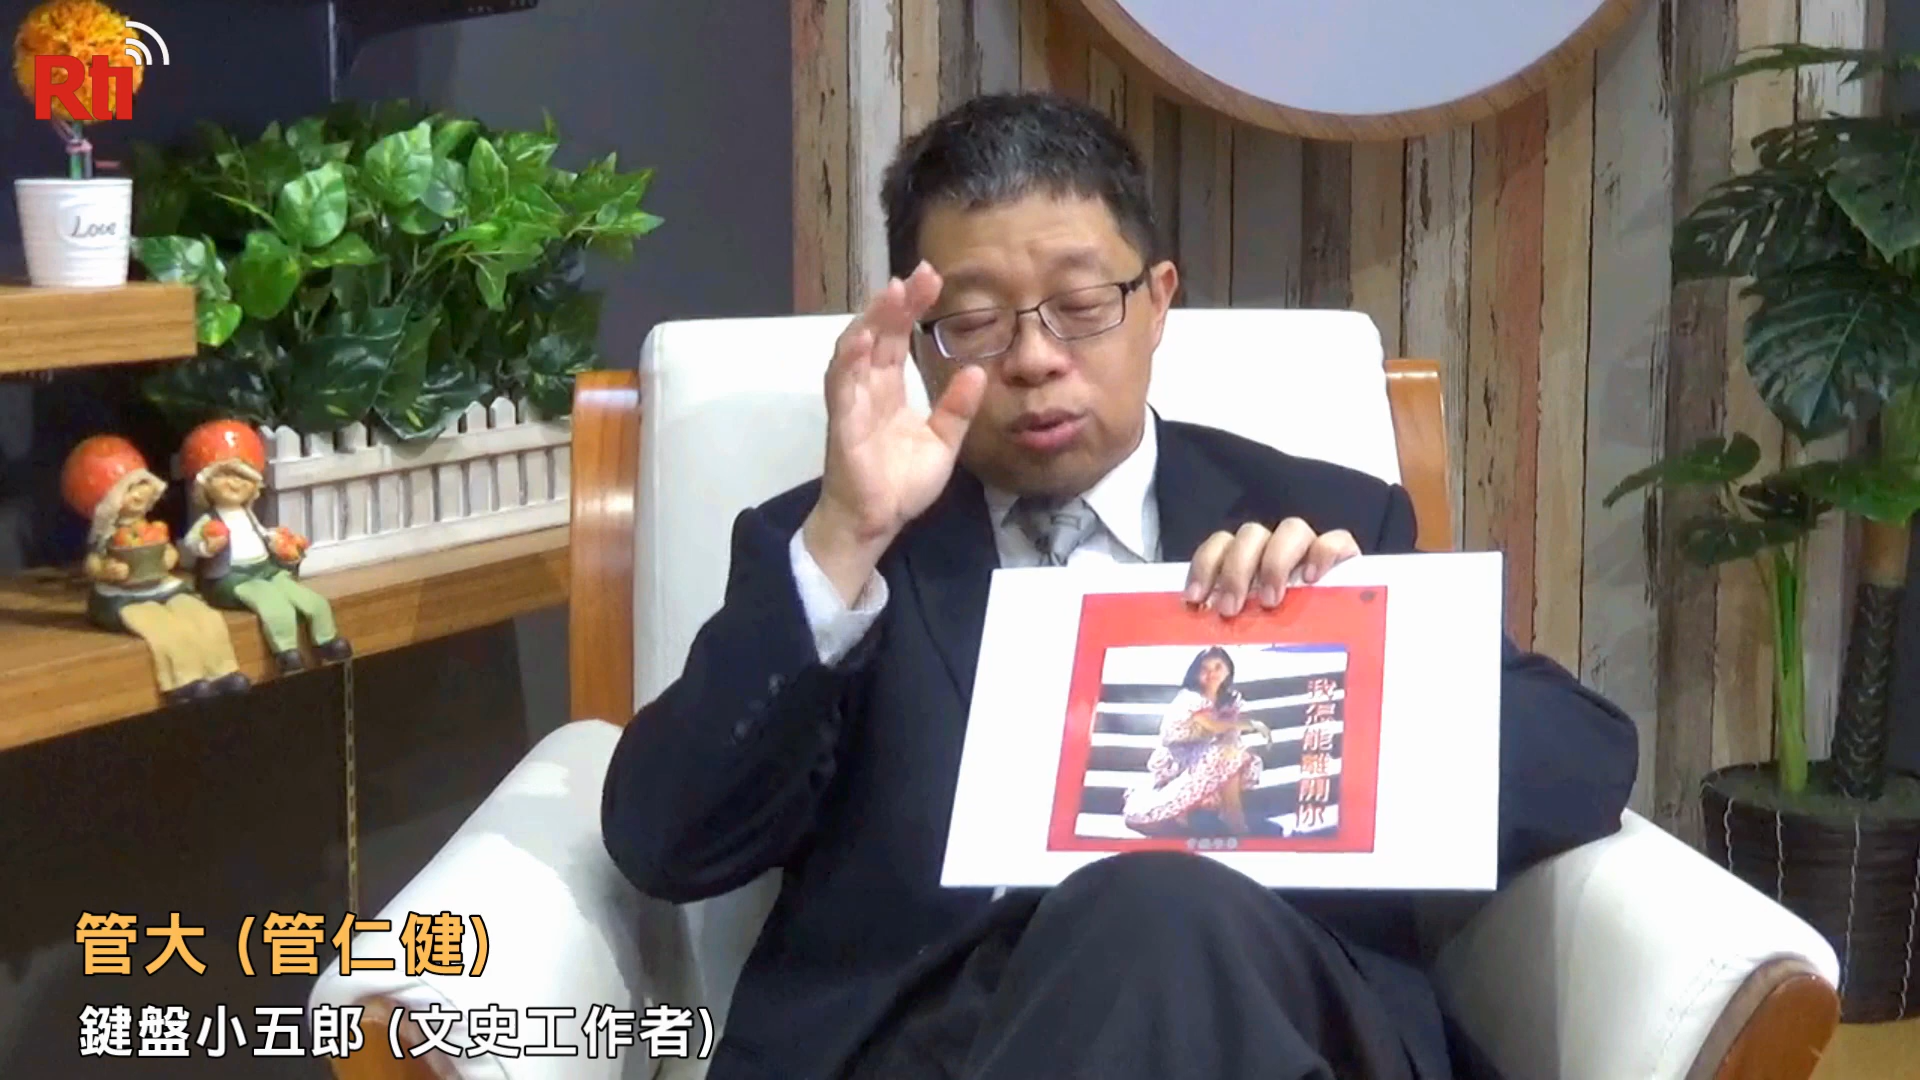 Rti
Love
我怎能離開你
管大 (管仁健)
鍵盤小五郎 (文史工作者)